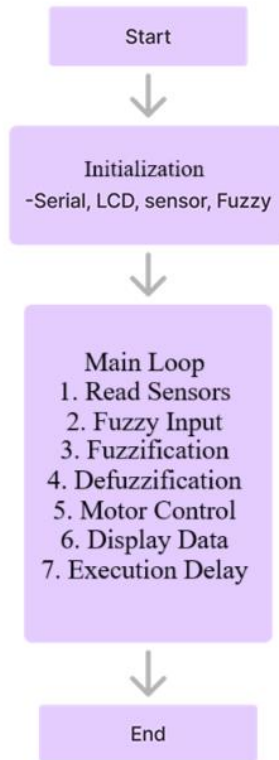 Start
Initialization
-Serial, LCD, sensor, Fuzzy
Main Loop
1. Read Sensors
2. Fuzzy Input
3. Fuzzification
4. Defuzzification
5. Motor Control
6. Display Data
7. Execution Delay
End